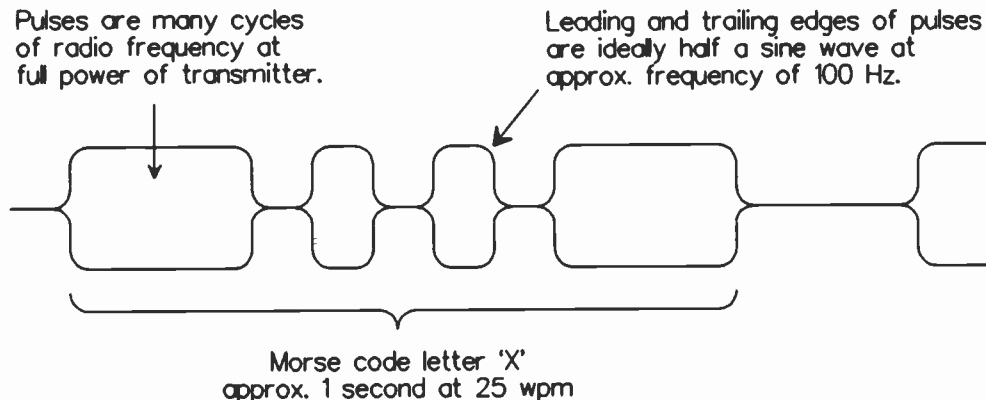 Pulses are many cycles
of radio frequency at
full power of transmitter.
Leading and trailing edges of pulses
are ideally half a sine wave at
approx. frequency of 100 Hz.
Morse code letter 'X'
approx. 1 second at 25 wpm